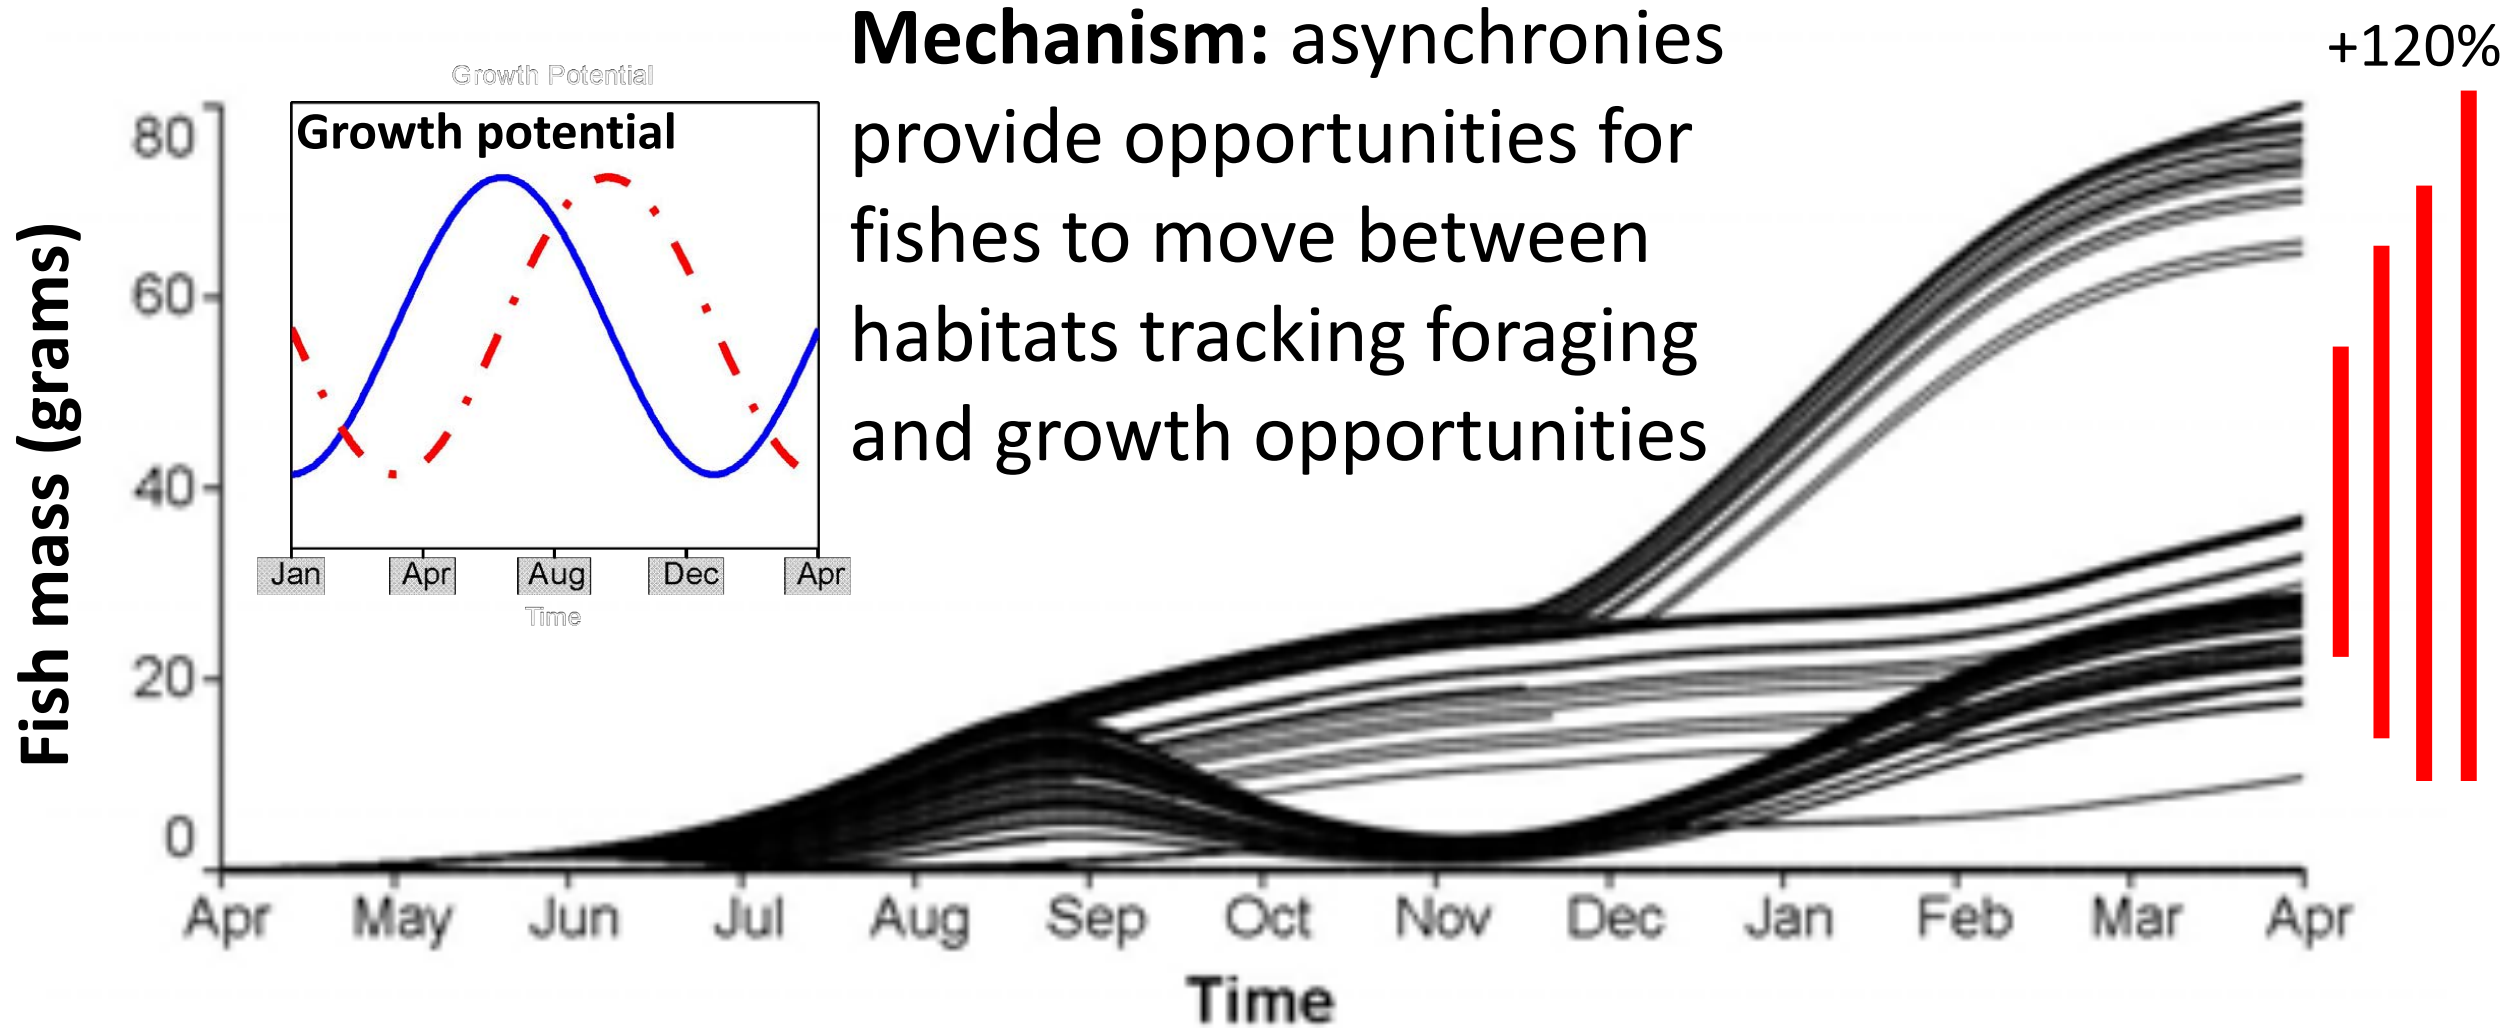 Mechanism: asynchronies
provide opportunities for
fishes to move between
habitats tracking foraging
and growth opportunities
+120%
Growth Potential
Growth potential
Jan Apr Aug Dec Apr
Time
Fish mass (grams)
80
60
40
20
0
Apr May Jun Jul Aug Sep Oct Nov Dec Jan Feb Mar Apr
Time